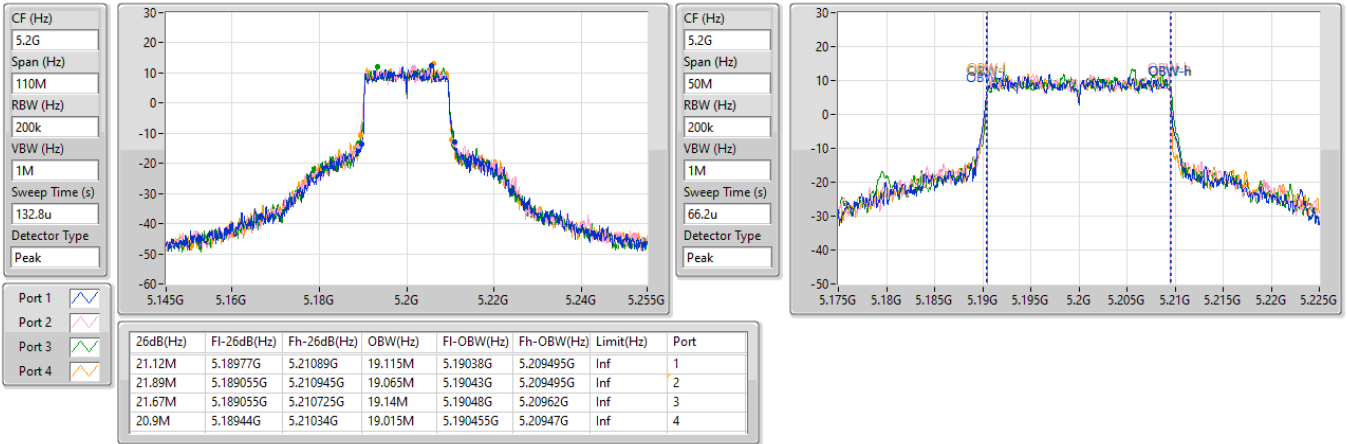 CF (Hz)
5.2G
Span (Hz)
110M
RBW (Hz)
200k
VBW (Hz)
1M
Sweep Time (s)
132.8u
Detector Type
Peak
30
20
10
0
-10
-20
-30
-40
-50
-60
5.145G 5.16G 5.18G 5.2G 5.22G 5.24G 5.255G
CF (Hz)
5.2G
Span (Hz)
50M
RBW (Hz)
200k
VBW (Hz)
1M
Sweep Time (s)
66.2u
Detector Type
Peak
30
20
10
0
-10
-20
-30
-40
-50
OBW-l OBW-h
5.175G 5.18G 5.185G 5.19G 5.195G 5.2G 5.205G 5.21G 5.215G 5.22G 5.225G
Port 1
Port 2
Port 3
Port 4
26dB(Hz) Fl-26dB(Hz) Fh-26dB(Hz) OBW(Hz) Fl-OBW(Hz) Fh-OBW(Hz) Limit(Hz) Port
21.12M 5.18977G 5.21089G 19.115M 5.19038G 5.209495G Inf 1
21.89M 5.189055G 5.210945G 19.065M 5.19043G 5.209495G Inf 2
21.67M 5.189055G 5.210725G 19.14M 5.19048G 5.20962G Inf 3
20.9M 5.18944G 5.21034G 19.015M 5.190455G 5.20947G Inf 4